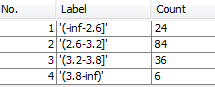 No. Label Count
1 '(-inf-2.6]' 24
2 '(2.6-3.2]' 84
3 '(3.2-3.8]' 36
4 '(3.8-inf)' 6